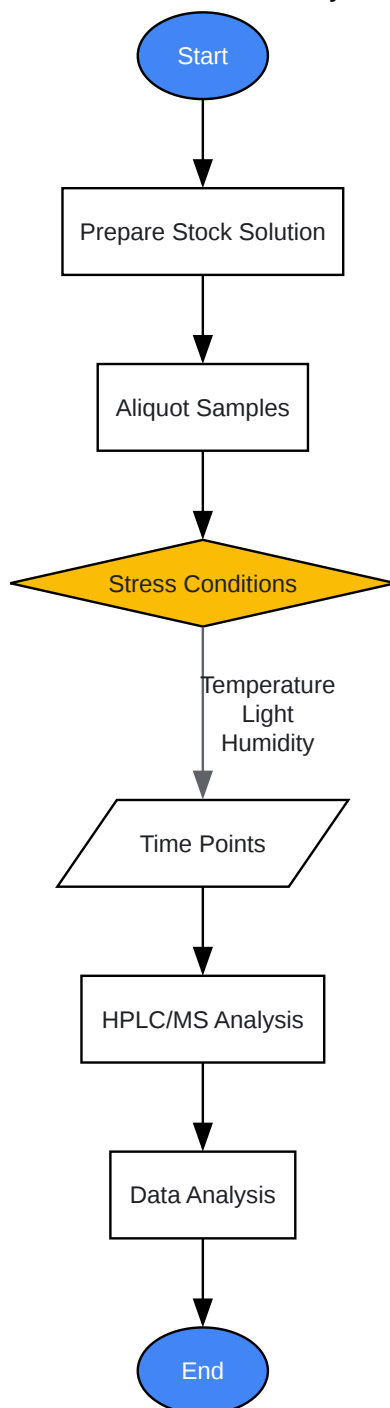 Start
Prepare Stock Solution
Aliquot Samples
Stress Conditions
Temperature
Light
Humidity
Time Points
HPLC/MS Analysis
Data Analysis
End